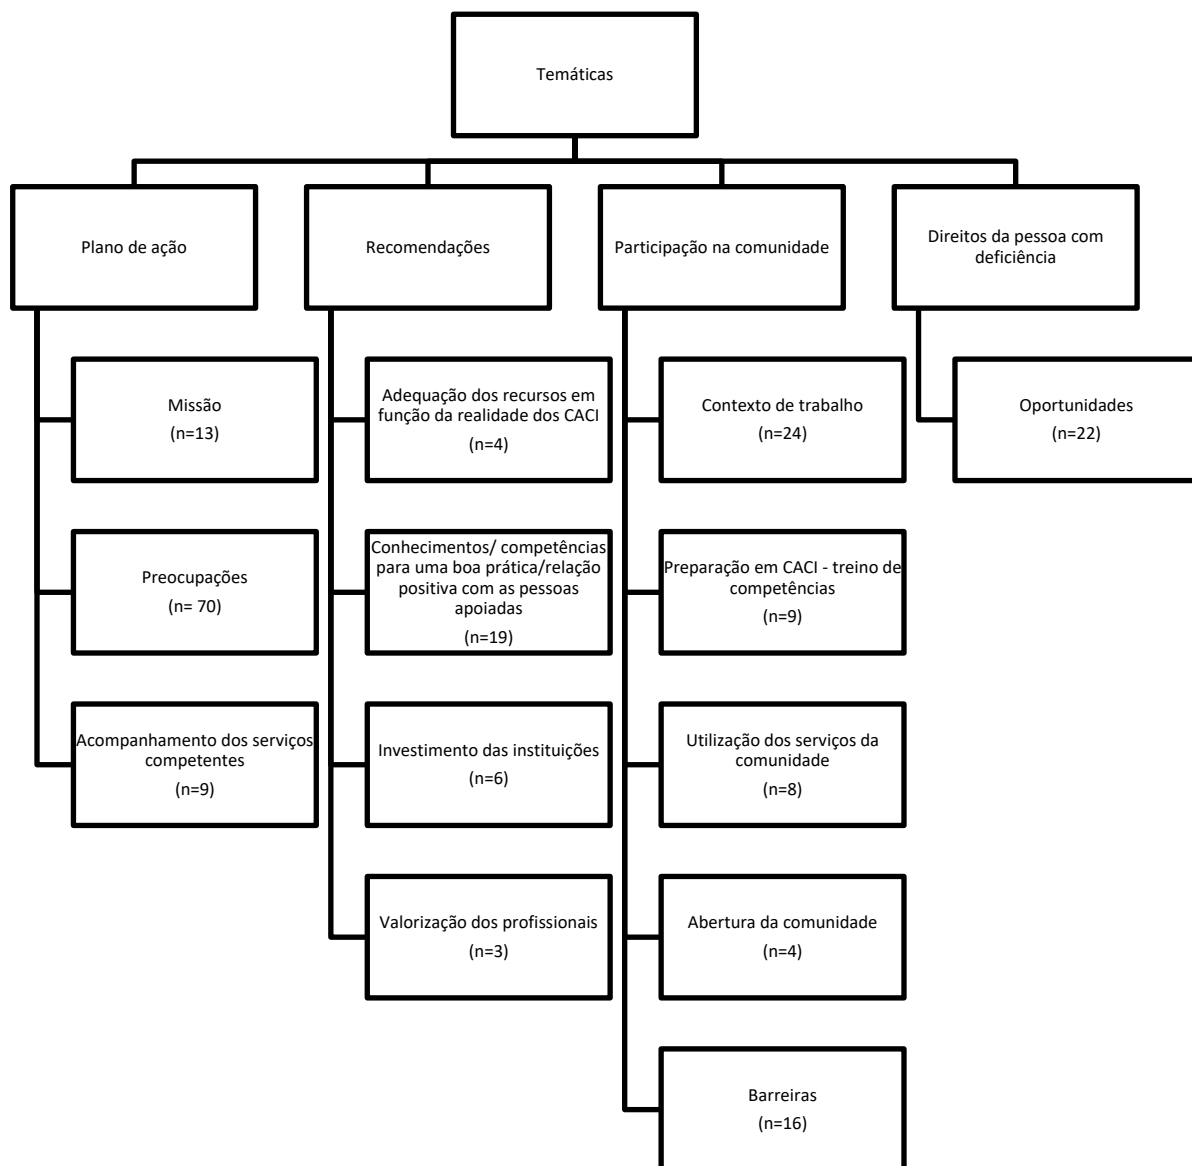 Temáticas
Plano de ação
Missão
(n=13)
Preocupações
(n= 70)
Acompanhamento dos serviços
competentes
(n=9)
Recomendações
Adequação dos recursos em
função da realidade dos CACI
(n=4)
Conhecimentos/ competências
para uma boa prática/relação
positiva com as pessoas
apoiadas
(n=19)
Investimento das instituições
(n=6)
Valorização dos profissionais
(n=3)
Participação na comunidade
Contexto de trabalho
(n=24)
Preparação em CACI - treino de
competências
(n=9)
Utilização dos serviços da
comunidade
(n=8)
Abertura da comunidade
(n=4)
Barreiras
(n=16)
Direitos da pessoa com
deficiência
Oportunidades
(n=22)